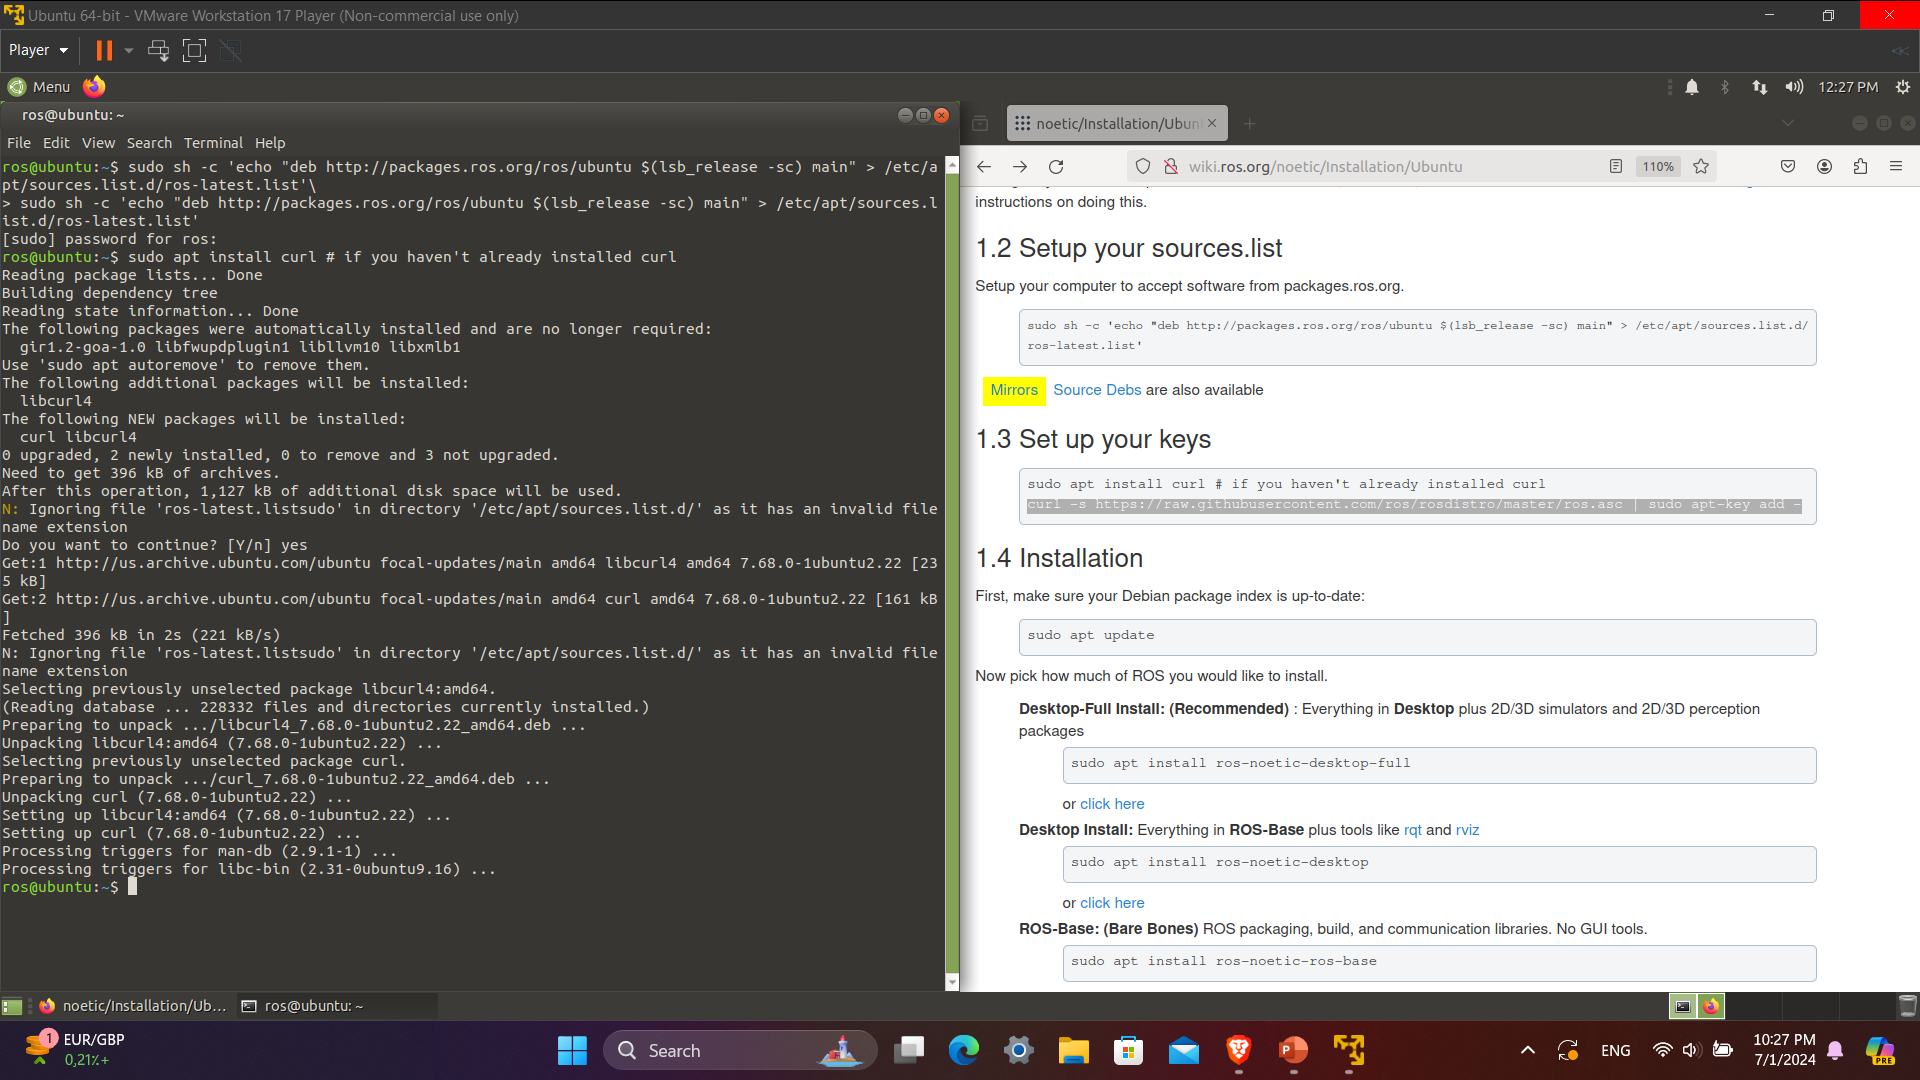 Ubuntu 64-bit - VMware Workstation 17 Player (Non-commercial use only)
Player
Menu
12:27 PM
ros@ubuntu: ~
File Edit View Search Terminal Help
ros@ubuntu:~$ sudo sh -c 'echo "deb http://packages.ros.org/ros/ubuntu $(lsb_release -sc) main" > /etc/a
pt/sources.list.d/ros-latest.list'\
> sudo sh -c 'echo "deb http://packages.ros.org/ros/ubuntu $(lsb_release -sc) main" > /etc/apt/sources.l
ist.d/ros-latest.list'
[sudo] password for ros:
ros@ubuntu:~$ sudo apt install curl # if you haven't already installed curl
Reading package lists... Done
Building dependency tree
Reading state information... Done
The following packages were automatically installed and are no longer required:
gir1.2-goa-1.0 libfwupdplugin1 libllvm10 libxmlb1
Use 'sudo apt autoremove' to remove them.
The following additional packages will be installed:
libcurl4
The following NEW packages will be installed:
curl libcurl4
0 upgraded, 2 newly installed, 0 to remove and 3 not upgraded.
Need to get 396 kB of archives.
After this operation, 1,127 kB of additional disk space will be used.
N: Ignoring file 'ros-latest.listsudo' in directory '/etc/apt/sources.list.d/' as it has an invalid file
name extension
Do you want to continue? [Y/n] yes
Get:1 http://us.archive.ubuntu.com/ubuntu focal-updates/main amd64 libcurl4 amd64 7.68.0-1ubuntu2.22 [23
5 kB]
Get:2 http://us.archive.ubuntu.com/ubuntu focal-updates/main amd64 curl amd64 7.68.0-1ubuntu2.22 [161 kB
]
Fetched 396 kB in 2s (221 kB/s)
N: Ignoring file 'ros-latest.listsudo' in directory '/etc/apt/sources.list.d/' as it has an invalid file
name extension
Selecting previously unselected package libcurl4:amd64.
(Reading database ... 228332 files and directories currently installed.)
Preparing to unpack .../libcurl4_7.68.0-1ubuntu2.22_amd64.deb ...
Unpacking libcurl4:amd64 (7.68.0-1ubuntu2.22) ...
Selecting previously unselected package curl.
Preparing to unpack .../curl_7.68.0-1ubuntu2.22_amd64.deb ...
Unpacking curl (7.68.0-1ubuntu2.22) ...
Setting up libcurl4:amd64 (7.68.0-1ubuntu2.22) ...
Setting up curl (7.68.0-1ubuntu2.22) ...
Processing triggers for man-db (2.9.1-1) ...
Processing triggers for libc-bin (2.31-0ubuntu9.16) ...
ros@ubuntu:~$
noetic/Installation/Ubun
wiki.ros.org/noetic/Installation/Ubuntu
110%
instructions on doing this.
1.2 Setup your sources.list
Setup your computer to accept software from packages.ros.org.
sudo sh -c 'echo "deb http://packages.ros.org/ros/ubuntu $(lsb_release -sc) main" > /etc/apt/sources.list.d/
ros-latest.list'
Mirrors Source Debs are also available
1.3 Set up your keys
sudo apt install curl # if you haven't already installed curl
curl -s https://raw.githubusercontent.com/ros/rosdistro/master/ros.asc | sudo apt-key add -
1.4 Installation
First, make sure your Debian package index is up-to-date:
sudo apt update
Now pick how much of ROS you would like to install.
Desktop-Full Install: (Recommended) : Everything in Desktop plus 2D/3D simulators and 2D/3D perception
packages
sudo apt install ros-noetic-desktop-full
or click here
Desktop Install: Everything in ROS-Base plus tools like rqt and rviz
sudo apt install ros-noetic-desktop
or click here
ROS-Base: (Bare Bones) ROS packaging, build, and communication libraries. No GUI tools.
sudo apt install ros-noetic-ros-base
noetic/Installation/Ub...
ros@ubuntu: ~
1
EUR/GBP
0,21%+
Search
P
ENG
10:27 PM
7/1/2024
PRE